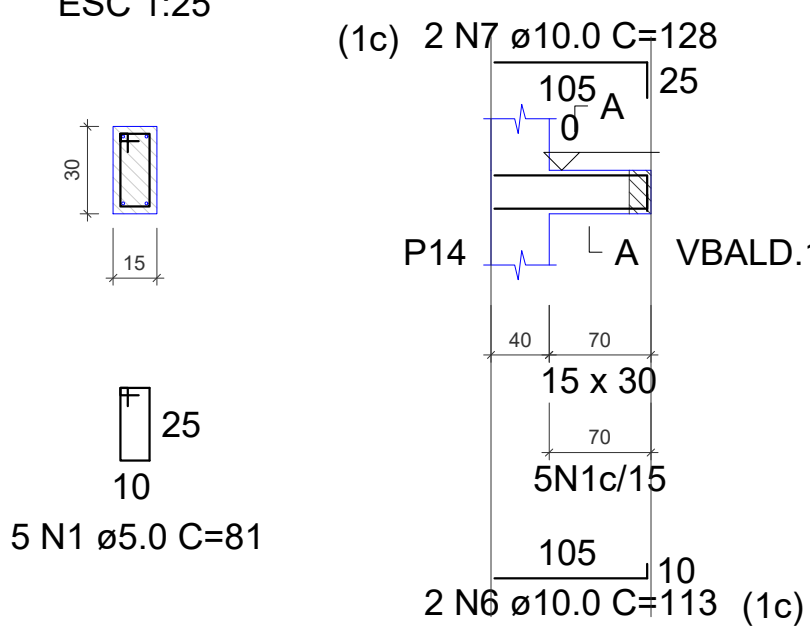 ESC 1:25
(1c) 2 N7 ø10.0 C=128
25
105
A
0
30
15
P14
A
VBALD.1
40
70
15 x 30
70
5N1c/15
25
10
5 N1 ø5.0 C=81
105
10
2 N6 ø10.0 C=113 (1c)